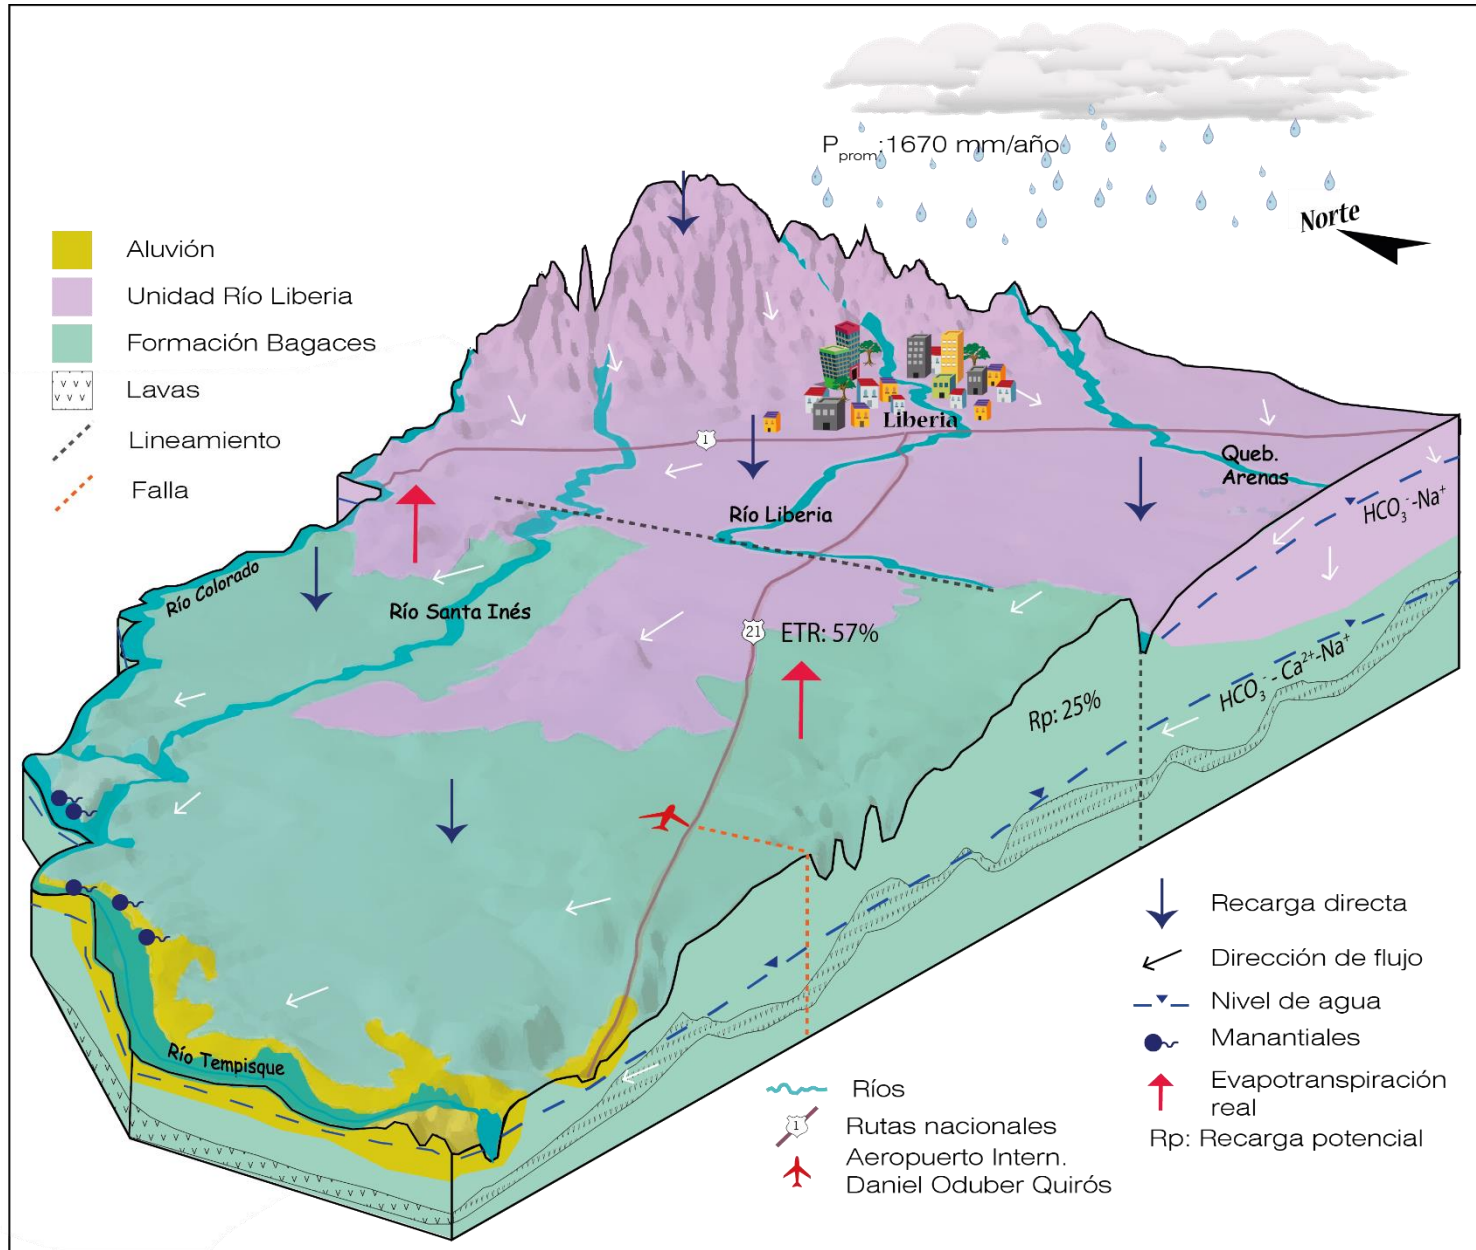 P_prom:1670 mm/año
Norte
Aluvión
Unidad Río Liberia
Formación Bagaces
Lavas
Lineamiento
Falla
Liberia
1
Queb.
Arenas
HCO₃⁻-Na⁺
Río Liberia
Río Colorado
Río Santa Inés
21
ETR: 57%
HCO₃⁻- Ca²⁺-Na⁺
Rp: 25%
Río Tempisque
Recarga directa
Dirección de flujo
Nivel de agua
Manantiales
Evapotranspiración
real
Rp: Recarga potencial
Ríos
1
Rutas nacionales
Aeropuerto Intern.
Daniel Oduber Quirós